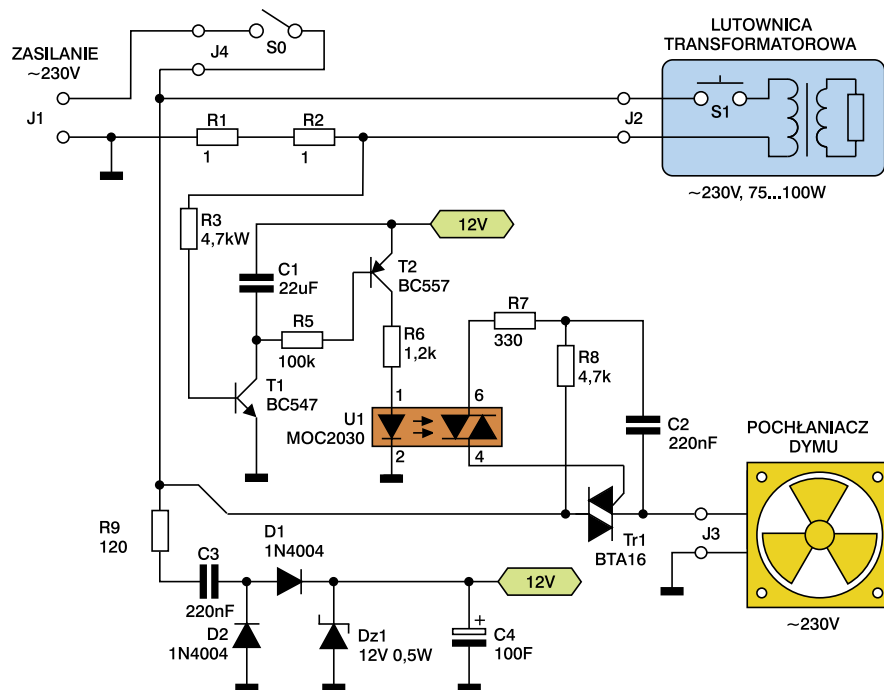 ZASILANIE
~230V
J1
J4
S0
LUTOWNICA
TRANSFORMATOROWA
S1
J2
~230V, 75...100W
R1
1
R2
1
R3
4,7kW
C1
22uF
12V
T2
BC557
R5
100k
R6
1,2k
T1
BC547
U1
MOC2030
1
2
6
4
R7
330
R8
4,7k
C2
220nF
POCHŁANIACZ
DYMU
J3
~230V
Tr1
BTA16
R9
120
C3
220nF
D1
1N4004
D2
1N4004
Dz1
12V 0,5W
12V
+
C4
100F